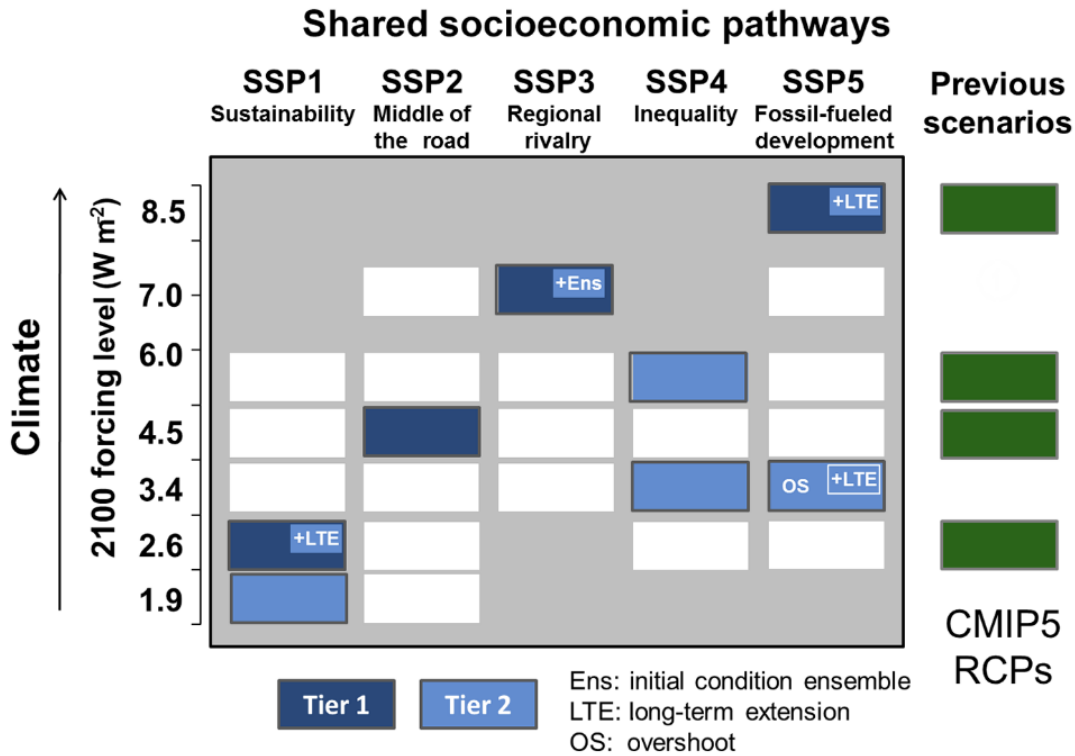 Shared socioeconomic pathways
SSP1
Sustainability
SSP2
Middle of
the road
SSP3
Regional
rivalry
SSP4
Inequality
SSP5
Fossil-fueled
development
Previous
scenarios
Climate
2100 forcing level (W m⁻²)
8.5
+LTE
7.0
+Ens
6.0
4.5
3.4
OS +LTE
2.6
+LTE
1.9
CMIP5
RCPs
Tier 1
Tier 2
Ens: initial condition ensemble
LTE: long-term extension
OS: overshoot